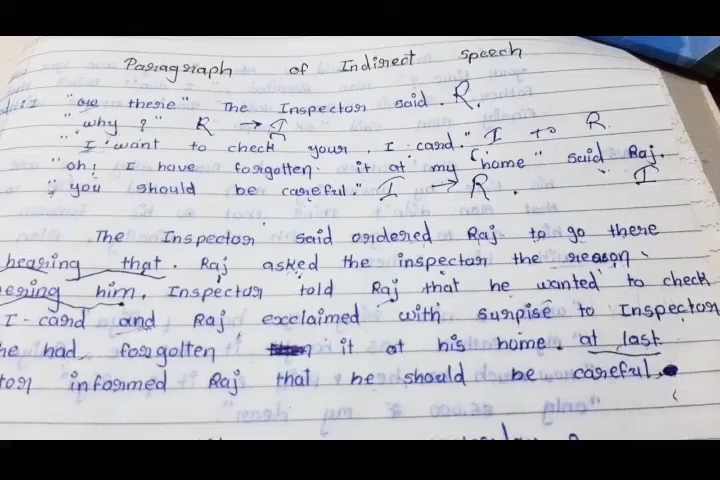 Paragraph of Indirect Speech
"go there" The Inspector said. R.
"why?" R → I
"I want to check your I card." I to R.
"oh! I have forgotten it at my home" said Raj.
"you should be careful." I → R. I
The Inspector said ordered Raj to go there
hearing that. Raj asked the inspector the reason
ering him. Inspector told Raj that he wanted to check
I-card and Raj exclaimed with surprise to Inspector
he had forgotten it at his home. at last
tor informed Raj that he should be careful.